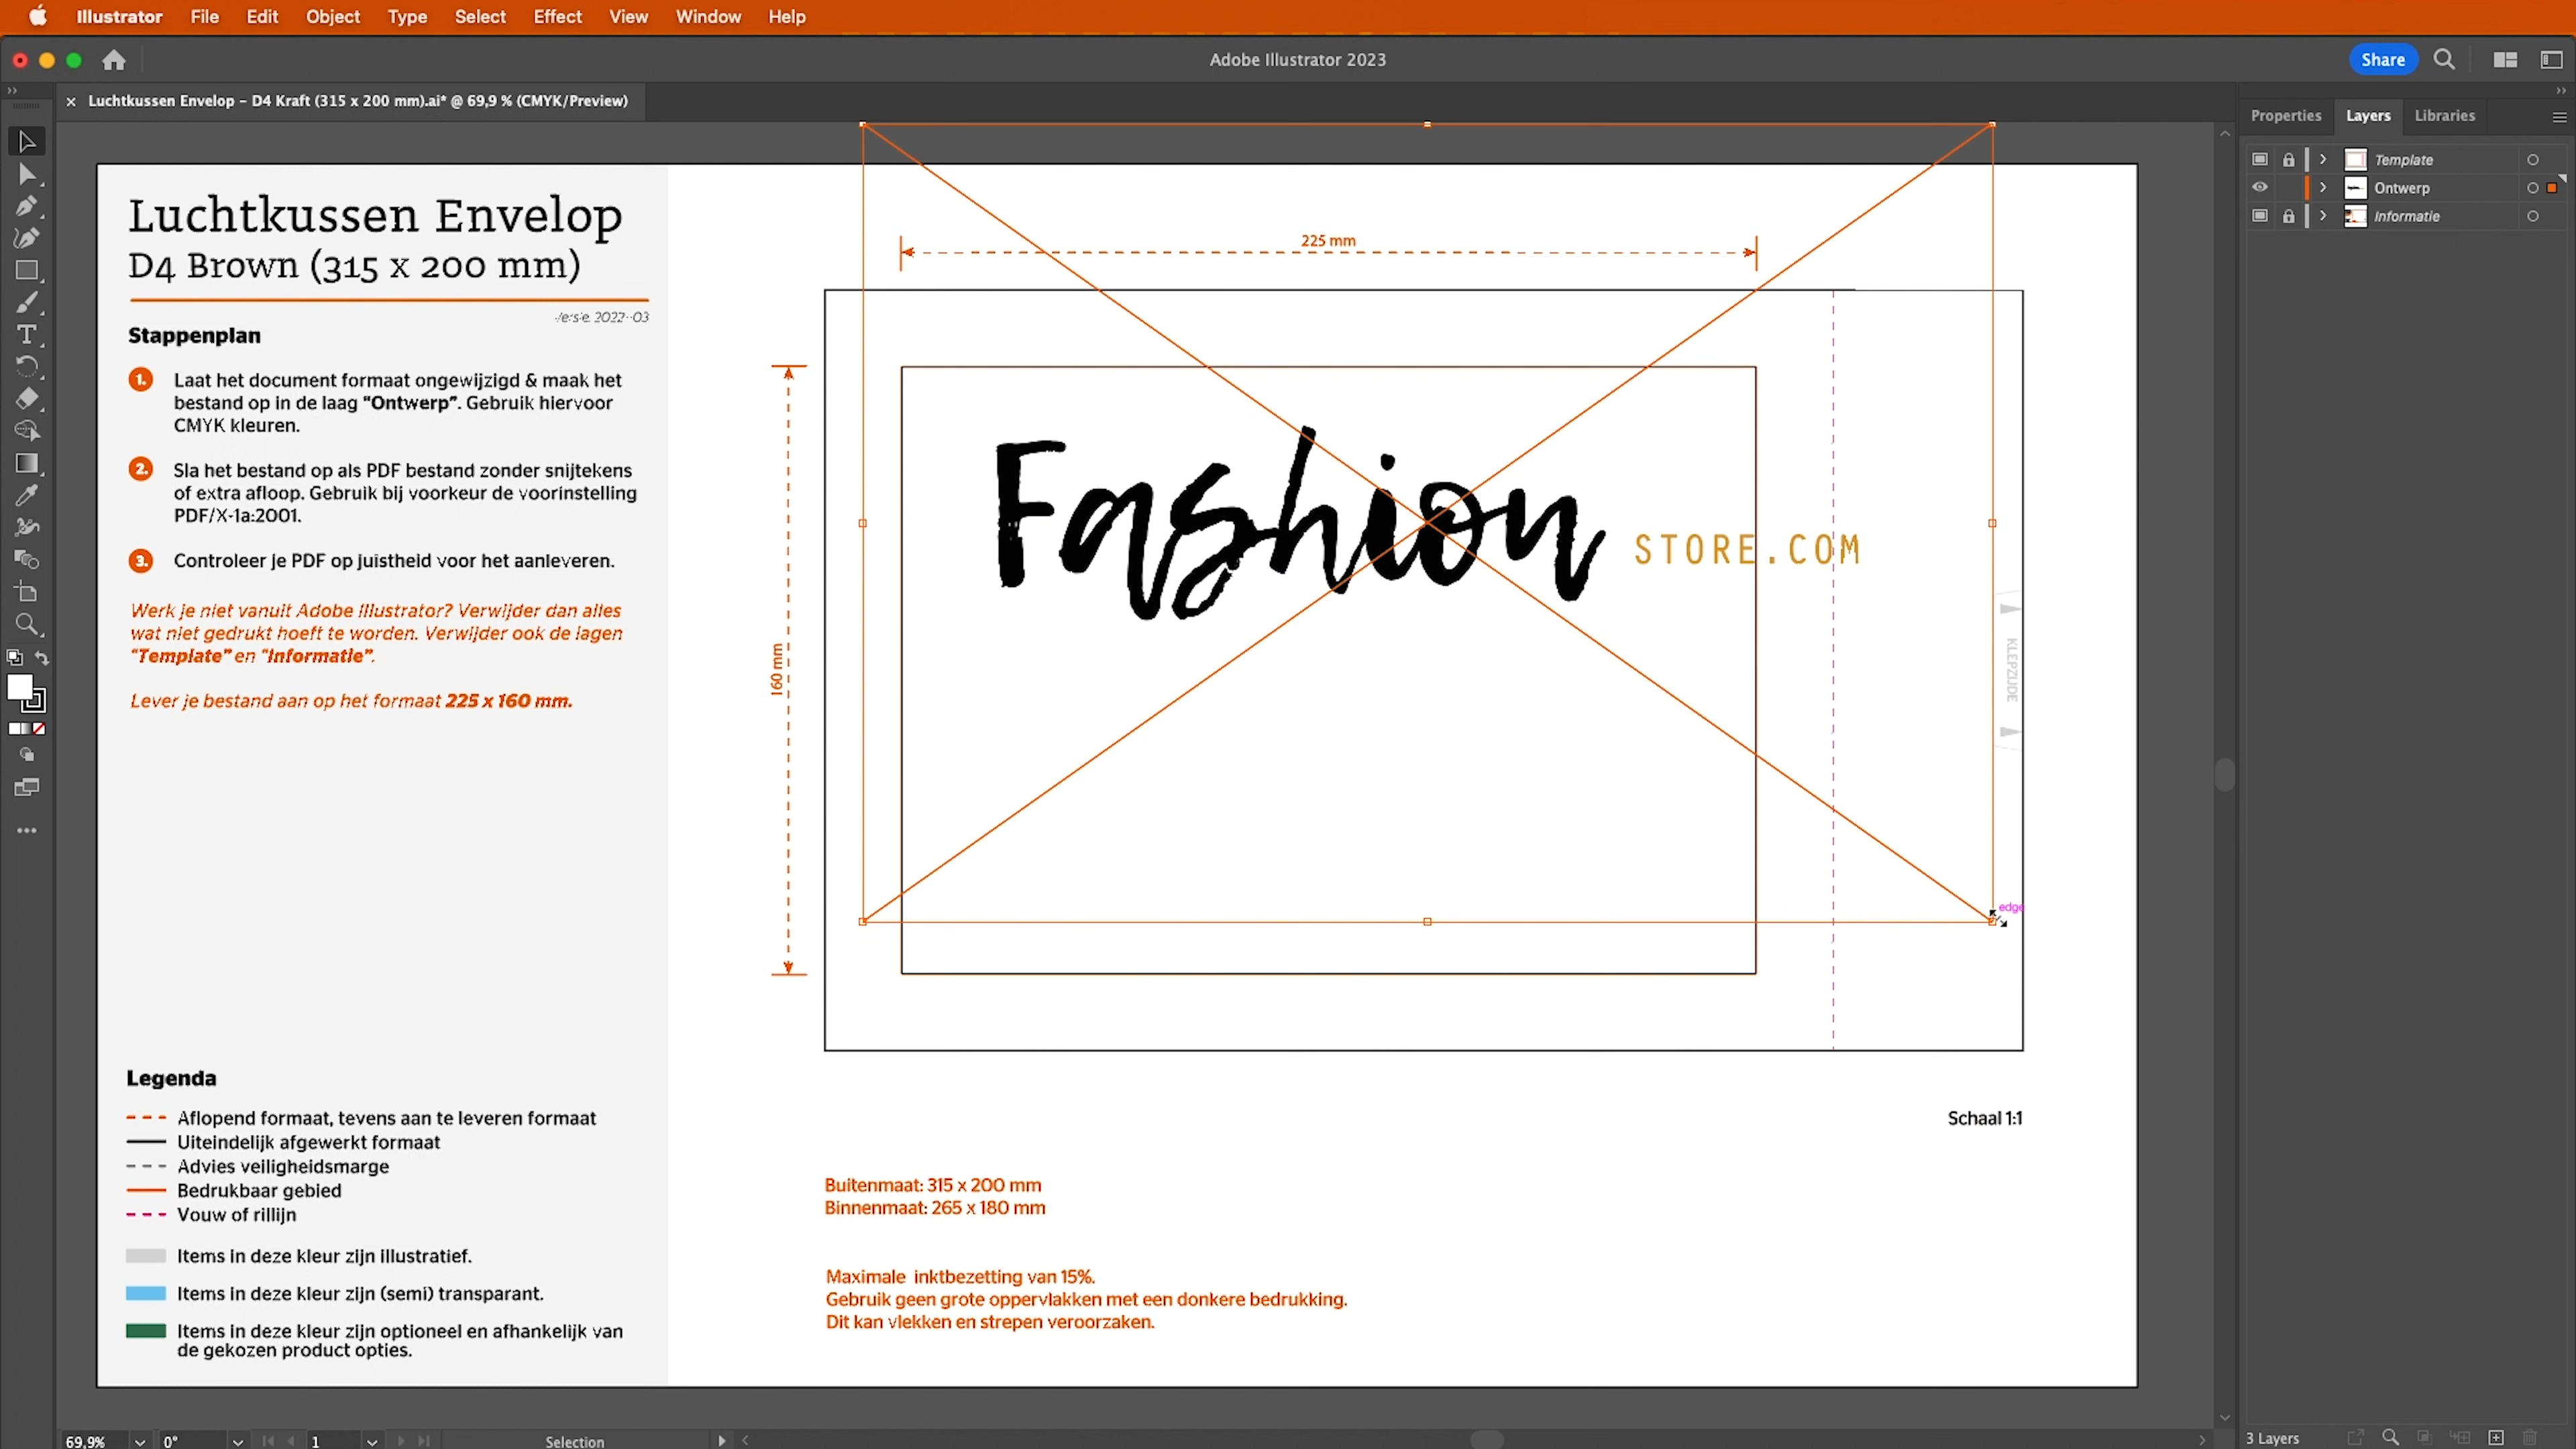 Illustrator File Edit Object Type Select Effect View Window Help
Adobe Illustrator 2023
Share
Luchtkussen Envelop – D4 Kraft (315 x 200 mm).ai* @ 69,9 % (CMYK/Preview)
Properties Layers Libraries
Template
Ontwerp
Informatie
Luchtkussen Envelop
D4 Brown (315 x 200 mm)
Versie 2022-03
Stappenplan
1. Laat het document formaat ongewijzigd & maak het
bestand op in de laag “Ontwerp”. Gebruik hiervoor
CMYK kleuren.
2. Sla het bestand op als PDF bestand zonder snijtekens
of extra afloop. Gebruik bij voorkeur de voorinstelling
PDF/X-1a:2001.
3. Controleer je PDF op juistheid voor het aanleveren.
Werk je niet vanuit Adobe Illustrator? Verwijder dan alles
wat niet gedrukt hoeft te worden. Verwijder ook de lagen
“Template” en “Informatie”.
Lever je bestand aan op het formaat 225 x 160 mm.
Legenda
Aflopend formaat, tevens aan te leveren formaat
Uiteindelijk afgewerkt formaat
Advies veiligheidsmarge
Bedrukbaar gebied
Vouw of rillijn
Items in deze kleur zijn illustratief.
Items in deze kleur zijn (semi) transparant.
Items in deze kleur zijn optioneel en afhankelijk van
de gekozen product opties.
225 mm
160 mm
Fashion
STORE.COM
KLEPZIJDE
edge
Schaal 1:1
Buitenmaat: 315 x 200 mm
Binnenmaat: 265 x 180 mm
Maximale inktbezetting van 15%.
Gebruik geen grote oppervlakken met een donkere bedrukking.
Dit kan vlekken en strepen veroorzaken.
69,9% 0° 1 Selection
3 Layers